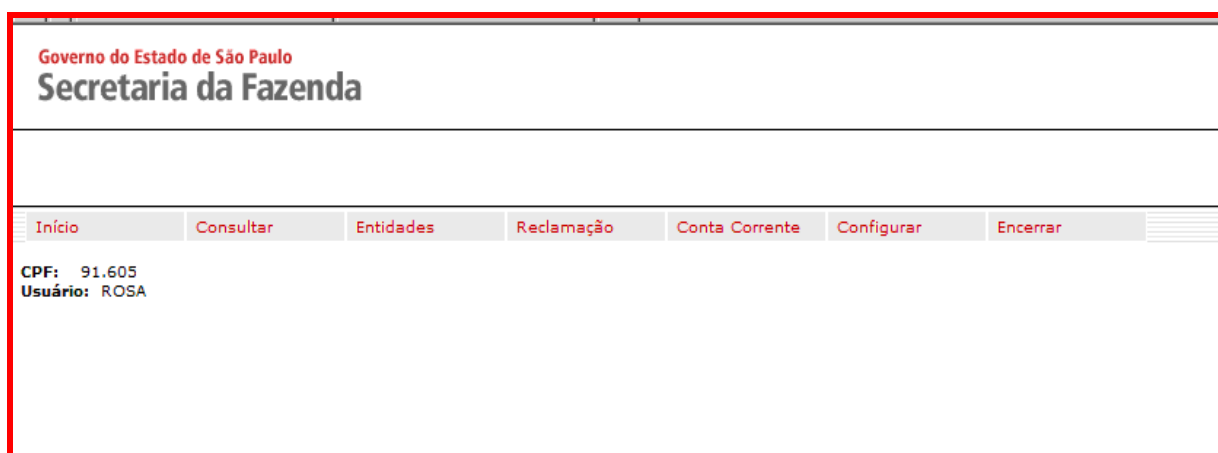 Governo do Estado de São Paulo
Secretaria da Fazenda
Início Consultar Entidades Reclamação Conta Corrente Configurar Encerrar
CPF: 91.605
Usuário: ROSA